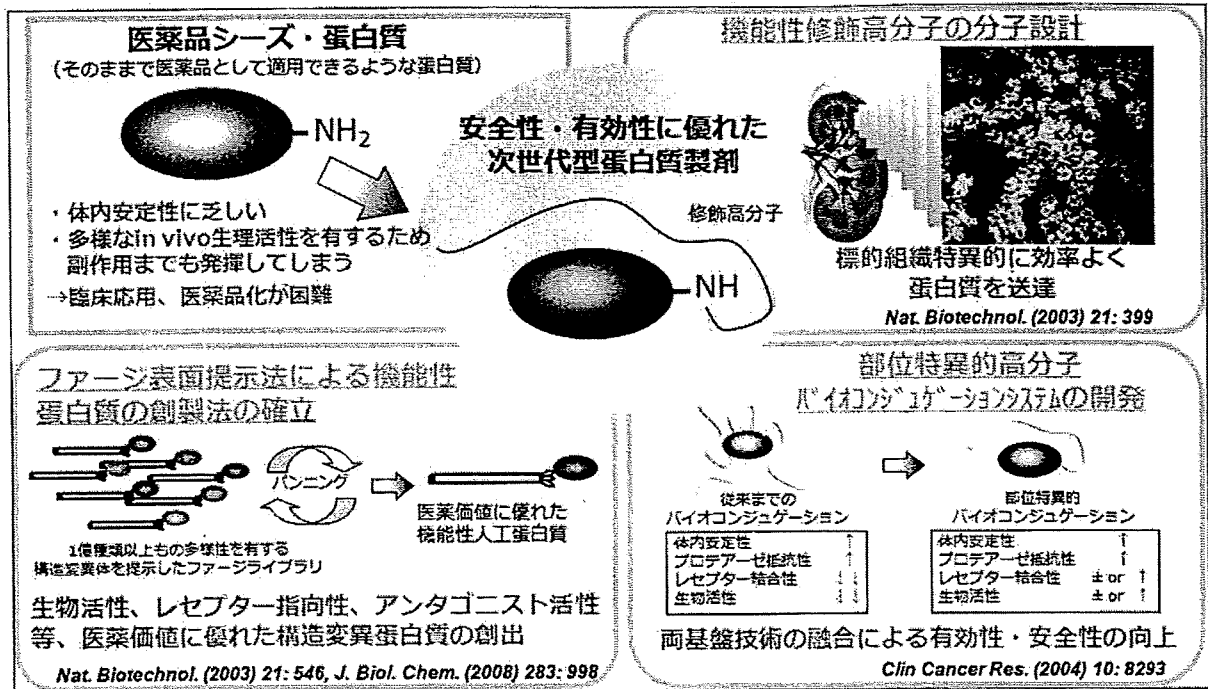 医薬品シーズ・蛋白質
(そのままで医薬品として適用できるような蛋白質)
NH2
・体内安定性に乏しい
・多様なin vivo生理活性を有するため
副作用までも発揮してしまう
→臨床応用、医薬品化が困難
安全性・有効性に優れた
次世代型蛋白質製剤
修飾高分子
NH
機能性修飾高分子の分子設計
標的組織特異的に効率よく
蛋白質を送達
Nat. Biotechnol. (2003) 21: 399
ファージ表面提示法による機能性
蛋白質の創製法の確立
パンニング
医薬価値に優れた
機能性人工蛋白質
1億種類以上もの多様性を有する
構造変異体を提示したファージライブラリ
生物活性、レセプター指向性、アンタゴニスト活性
等、医薬価値に優れた構造変異蛋白質の創出
Nat. Biotechnol. (2003) 21: 546, J. Biol. Chem. (2008) 283: 998
部位特異的高分子
バイオコンジュゲーションシステムの開発
従来までの
バイオコンジュゲーション
体内安定性 ↑
プロテアーゼ抵抗性 ↑
レセプター結合性 ↓↓
生物活性 ↓↓
部位特異的
バイオコンジュゲーション
体内安定性 ↑
プロテアーゼ抵抗性 ↑
レセプター結合性 ± or ↑
生物活性 ± or ↑
両基盤技術の融合による有効性・安全性の向上
Clin Cancer Res. (2004) 10: 8293